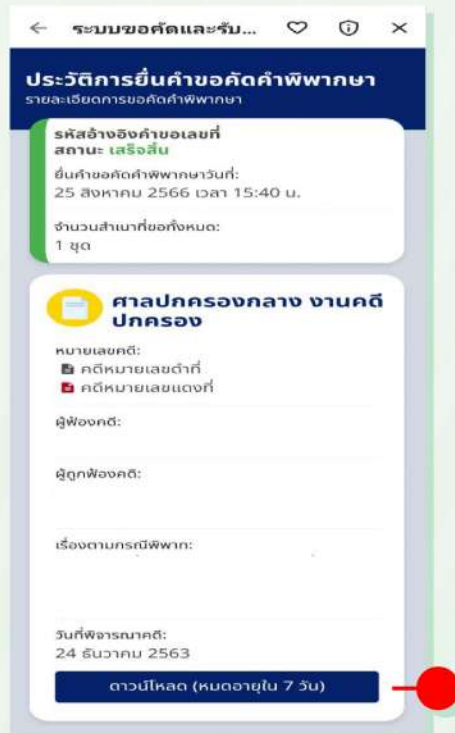 ระบบขอคัดและรับ...
ประวัติการยื่นคำขอคัดคำพิพากษา
รายละเอียดการขอคัดคำพิพากษา
รหัสอ้างอิงคำขอเลขที่
สถานะ เสร็จสิ้น
ยื่นคำขอคัดคำพิพากษาวันที่:
25 สิงหาคม 2566 เวลา 15:40 น.
จำนวนสำเนาที่ขอทั้งหมด:
1 ชุด
ศาลปกครองกลาง งานคดี
ปกครอง
หมายเลขคดี:
คดีหมายเลขดำที่
คดีหมายเลขแดงที่
ผู้ฟ้องคดี:
ผู้ถูกฟ้องคดี:
เรื่องตามกรณีพิพาท:
วันที่พิจารณาคดี:
24 ธันวาคม 2563
ดาวน์โหลด (หมดอายุใน 7 วัน)